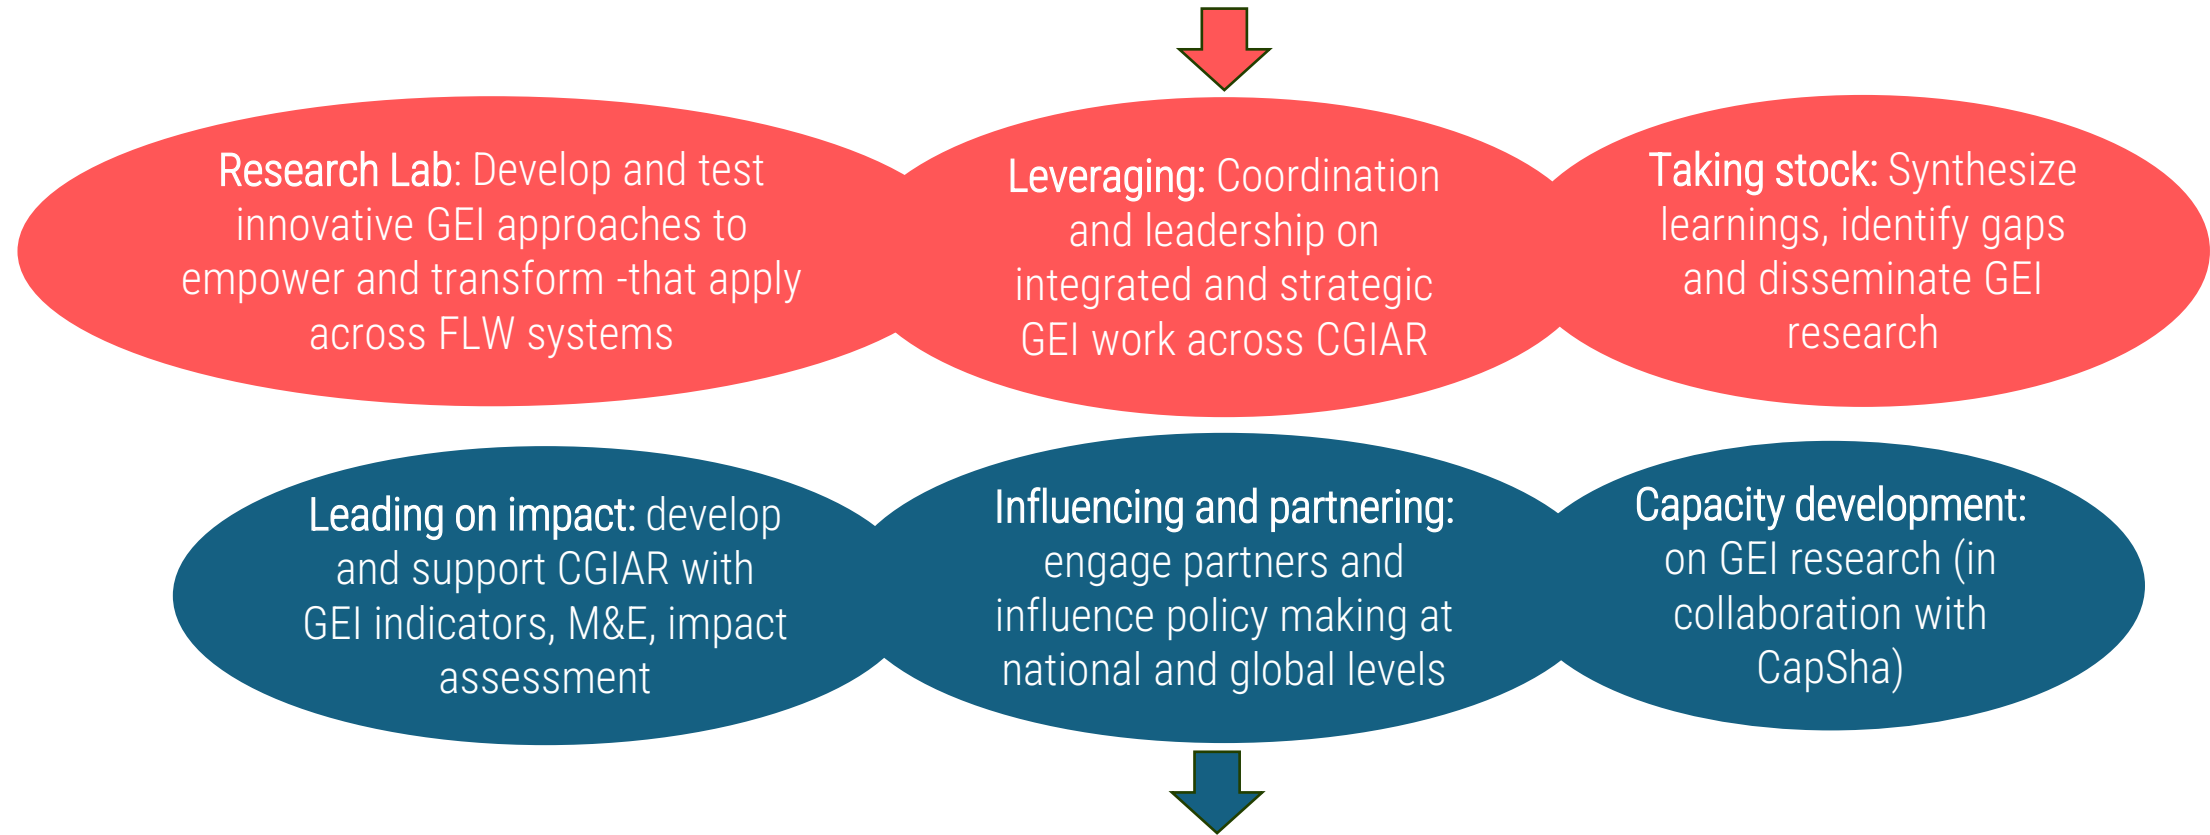 Research Lab: Develop and test
innovative GEI approaches to
empower and transform -that apply
across FLW systems
Leveraging: Coordination
and leadership on
integrated and strategic
GEI work across CGIAR
Taking stock: Synthesize
learnings, identify gaps
and disseminate GEI
research
Leading on impact: develop
and support CGIAR with
GEI indicators, M&E, impact
assessment
Influencing and partnering:
engage partners and
influence policy making at
national and global levels
Capacity development:
on GEI research (in
collaboration with
CapSha)